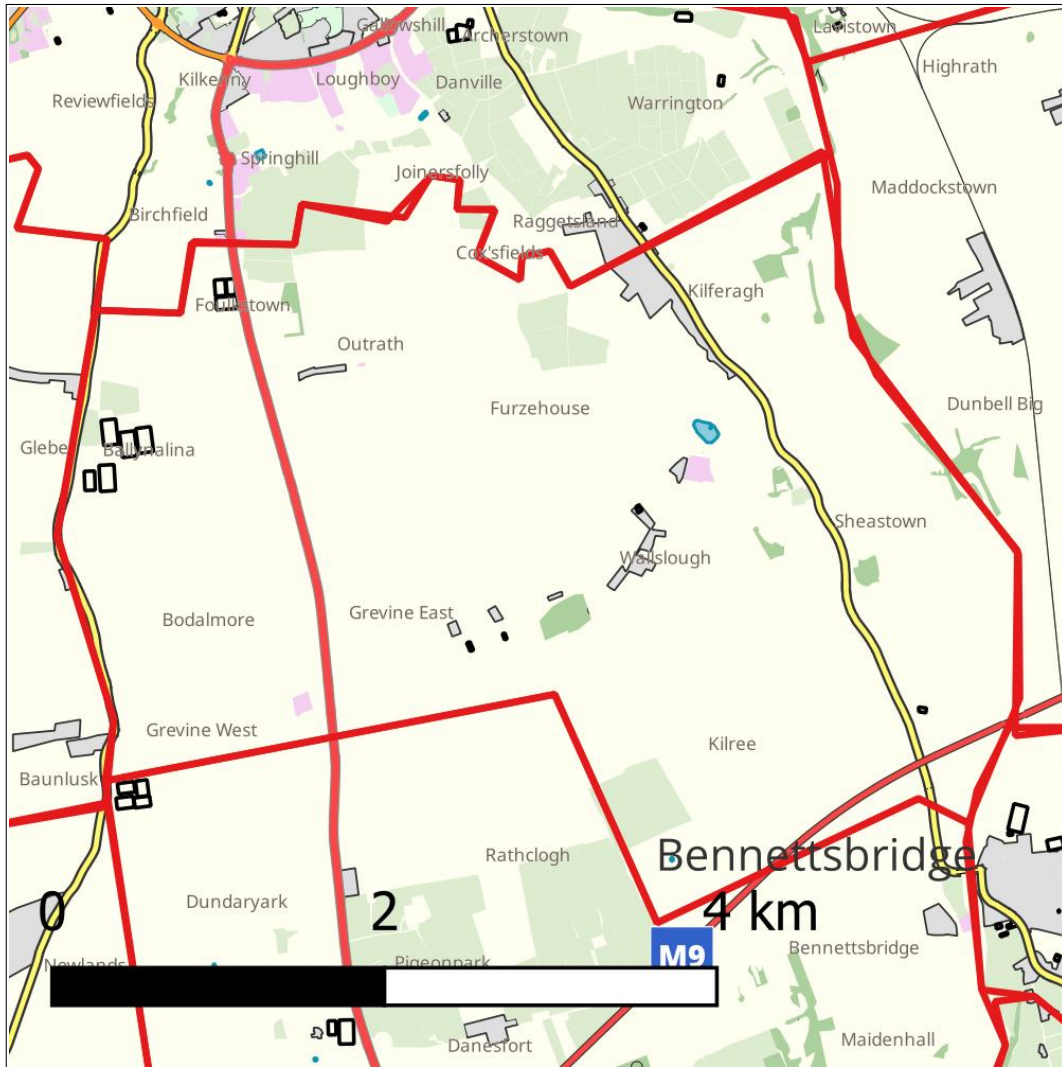 Gallowshill
Archerstown
Lavistown
Kilkenny
Loughboy
Danville
Highrath
Reviewfields
Warrington
Springhill
Joinersfolly
Maddockstown
Birchfield
Raggetsland
Cox'sfields
Kilferagh
Foulkstown
Outrath
Furzehouse
Dunbell Big
Glebe
Ballynalina
Sheastown
Wallslough
Bodalmore
Grevine East
Grevine West
Kilree
Baunlusk
Rathclogh
Bennettsbridge
Dundaryark
0 2 4 km
Bennettsbridge
M9
Newlands
Pigeonpark
Danesfort
Maidenhall